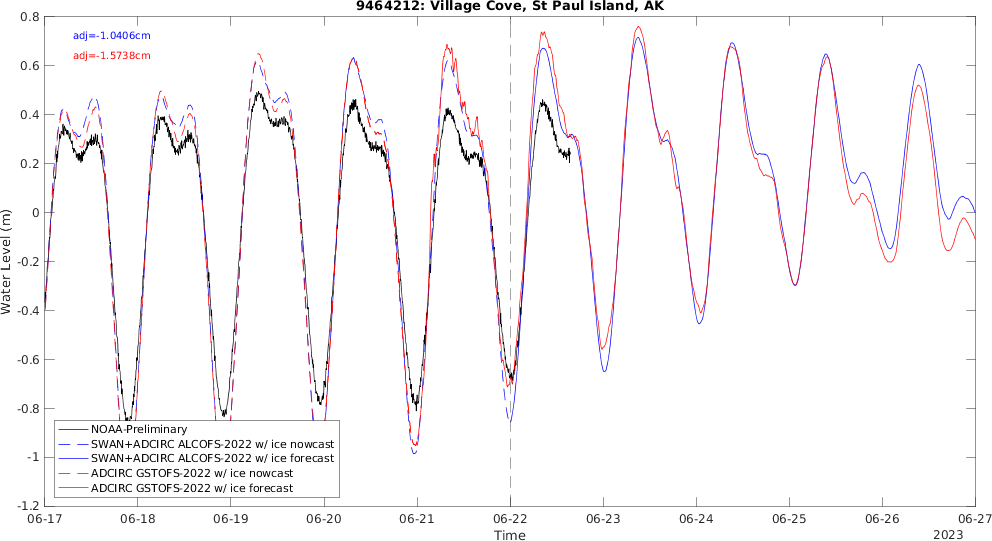 9464212: Village Cove, St Paul Island, AK
adj=-1.0406cm
adj=-1.5738cm
0.8
0.6
0.4
0.2
0
-0.2
-0.4
-0.6
-0.8
-1
-1.2
Water Level (m)
NOAA-Preliminary
SWAN+ADCIRC ALCOFS-2022 w/ ice nowcast
SWAN+ADCIRC ALCOFS-2022 w/ ice forecast
ADCIRC GSTOFS-2022 w/ ice nowcast
ADCIRC GSTOFS-2022 w/ ice forecast
06-17 06-18 06-19 06-20 06-21 06-22 06-23 06-24 06-25 06-26 06-27
Time
2023